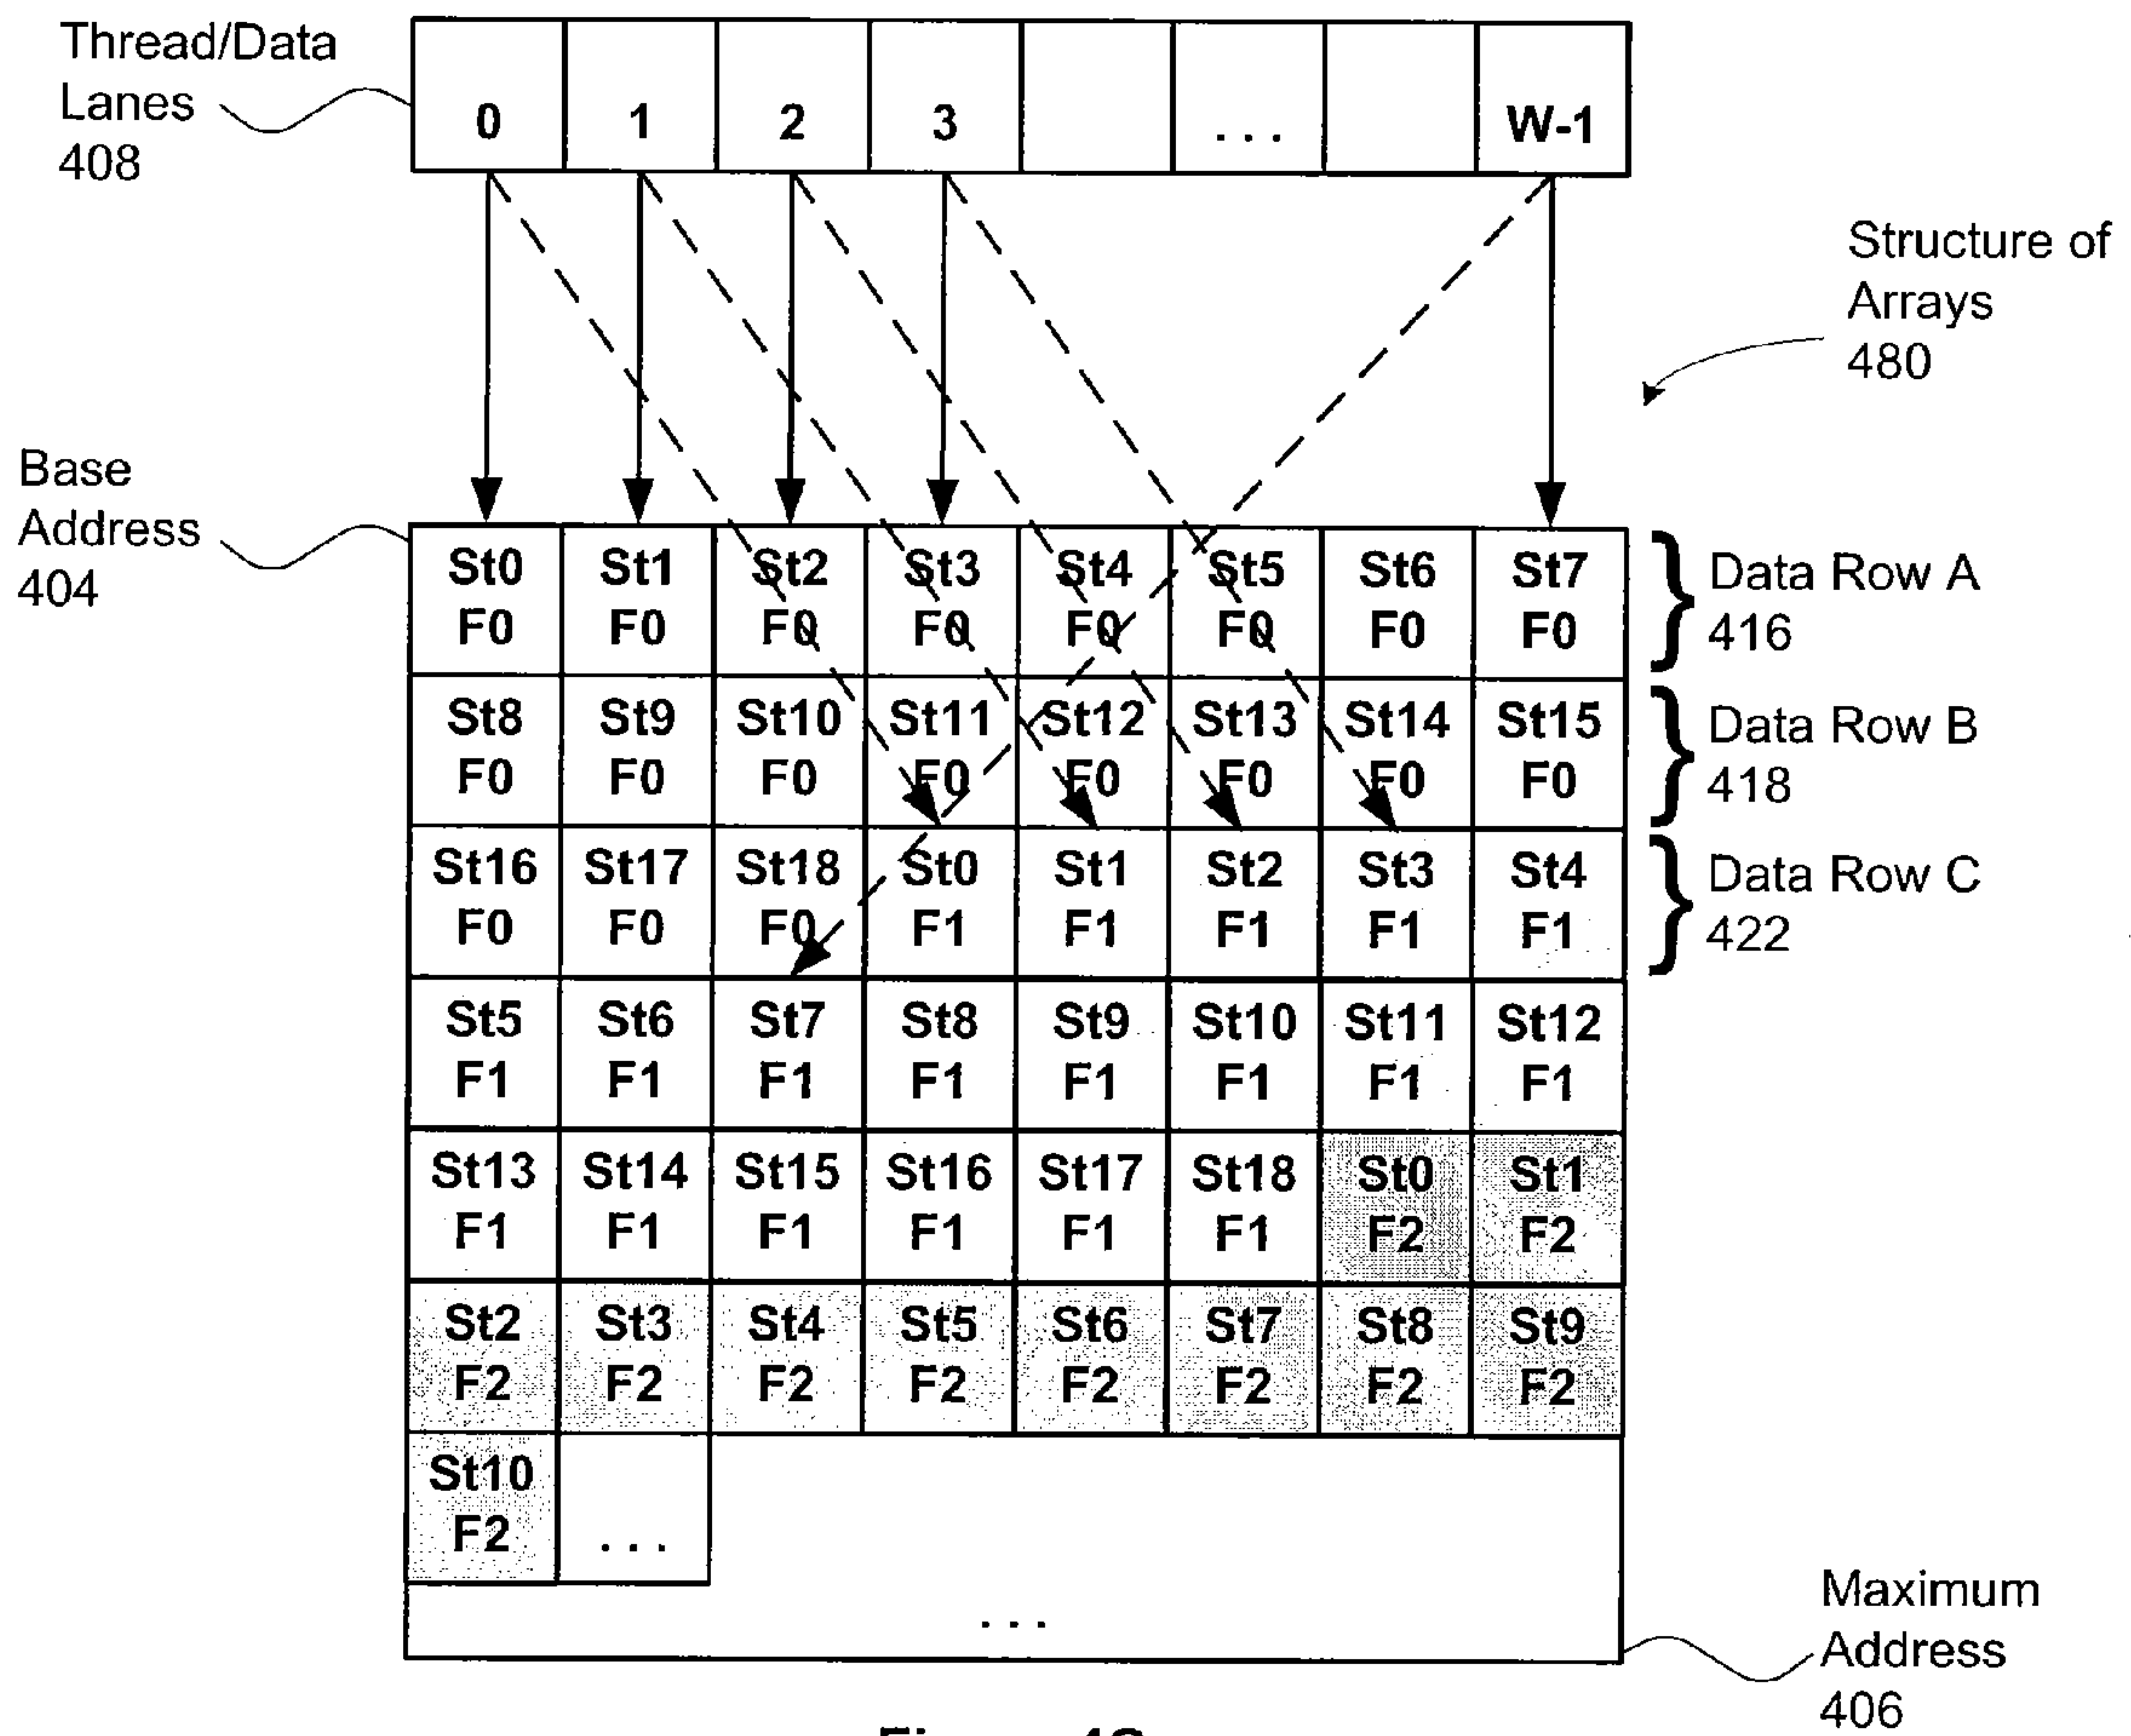 Thread/Data
Lanes
408
0 1 2 3 ... W-1
Structure of
Arrays
480
Base
Address
404
St0 St1 St2 St3 St4 St5 St6 St7
F0 F0 F0 F0 F0 F0 F0 F0
Data Row A
416
St8 St9 St10 St11 St12 St13 St14 St15
F0 F0 F0 F0 F0 F0 F0 F0
Data Row B
418
St16 St17 St18 St0 St1 St2 St3 St4
F0 F0 F0 F1 F1 F1 F1 F1
Data Row C
422
St5 St6 St7 St8 St9 St10 St11 St12
F1 F1 F1 F1 F1 F1 F1 F1
St13 St14 St15 St16 St17 St18 St0 St1
F1 F1 F1 F1 F1 F1 F2 F2
St2 St3 St4 St5 St6 St7 St8 St9
F2 F2 F2 F2 F2 F2 F2 F2
St10
F2 ...
...
Maximum
Address
406